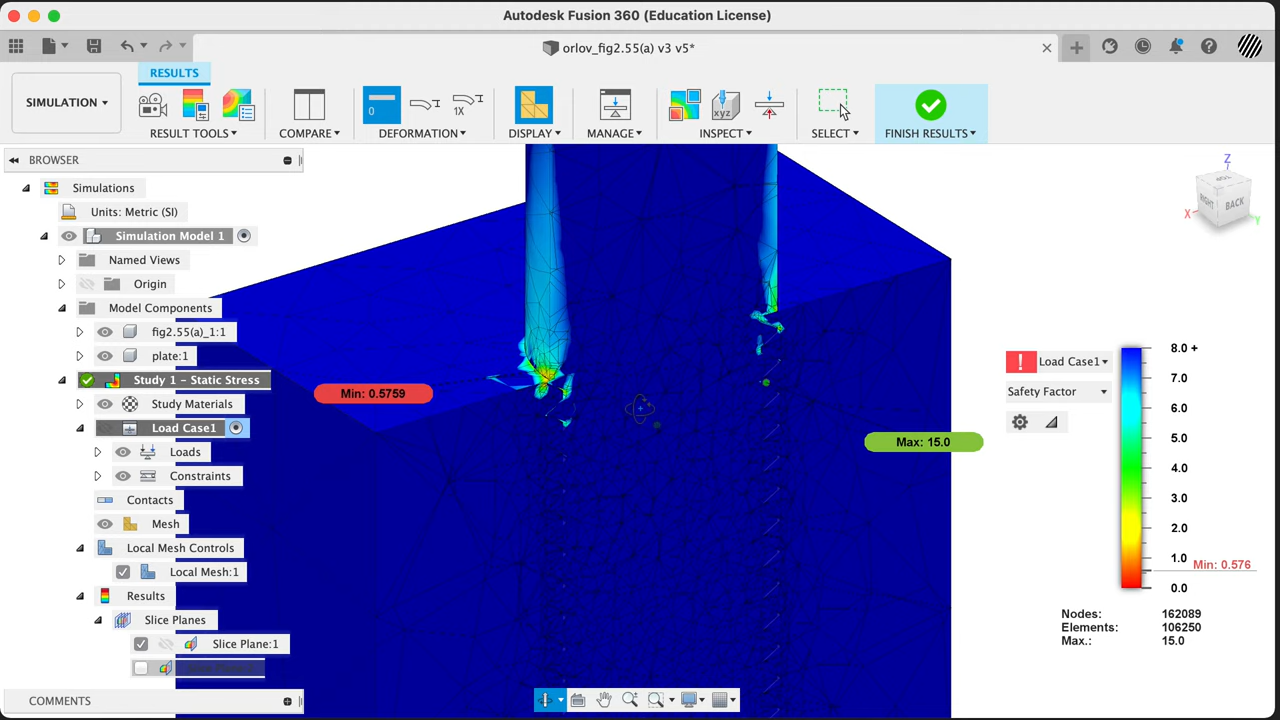 Autodesk Fusion 360 (Education License)
orlov_fig2.55(a) v3 v5*
RESULTS
SIMULATION
0
1X
xyz
RESULT TOOLS
COMPARE
DEFORMATION
DISPLAY
MANAGE
INSPECT
SELECT
FINISH RESULTS
BROWSER
Simulations
Units: Metric (SI)
Simulation Model 1
Named Views
Origin
Model Components
fig2.55(a)_1:1
plate:1
Study 1 - Static Stress
Study Materials
Load Case1
Loads
Constraints
Contacts
Mesh
Local Mesh Controls
Local Mesh:1
Results
Slice Planes
Slice Plane:1
COMMENTS
Min: 0.5759
Max: 15.0
Z
TOP
RIGHT
BACK
X
Y
Load Case1
Safety Factor
8.0 +
7.0
6.0
5.0
4.0
3.0
2.0
1.0
Min: 0.576
0.0
Nodes: 162089
Elements: 106250
Max.: 15.0